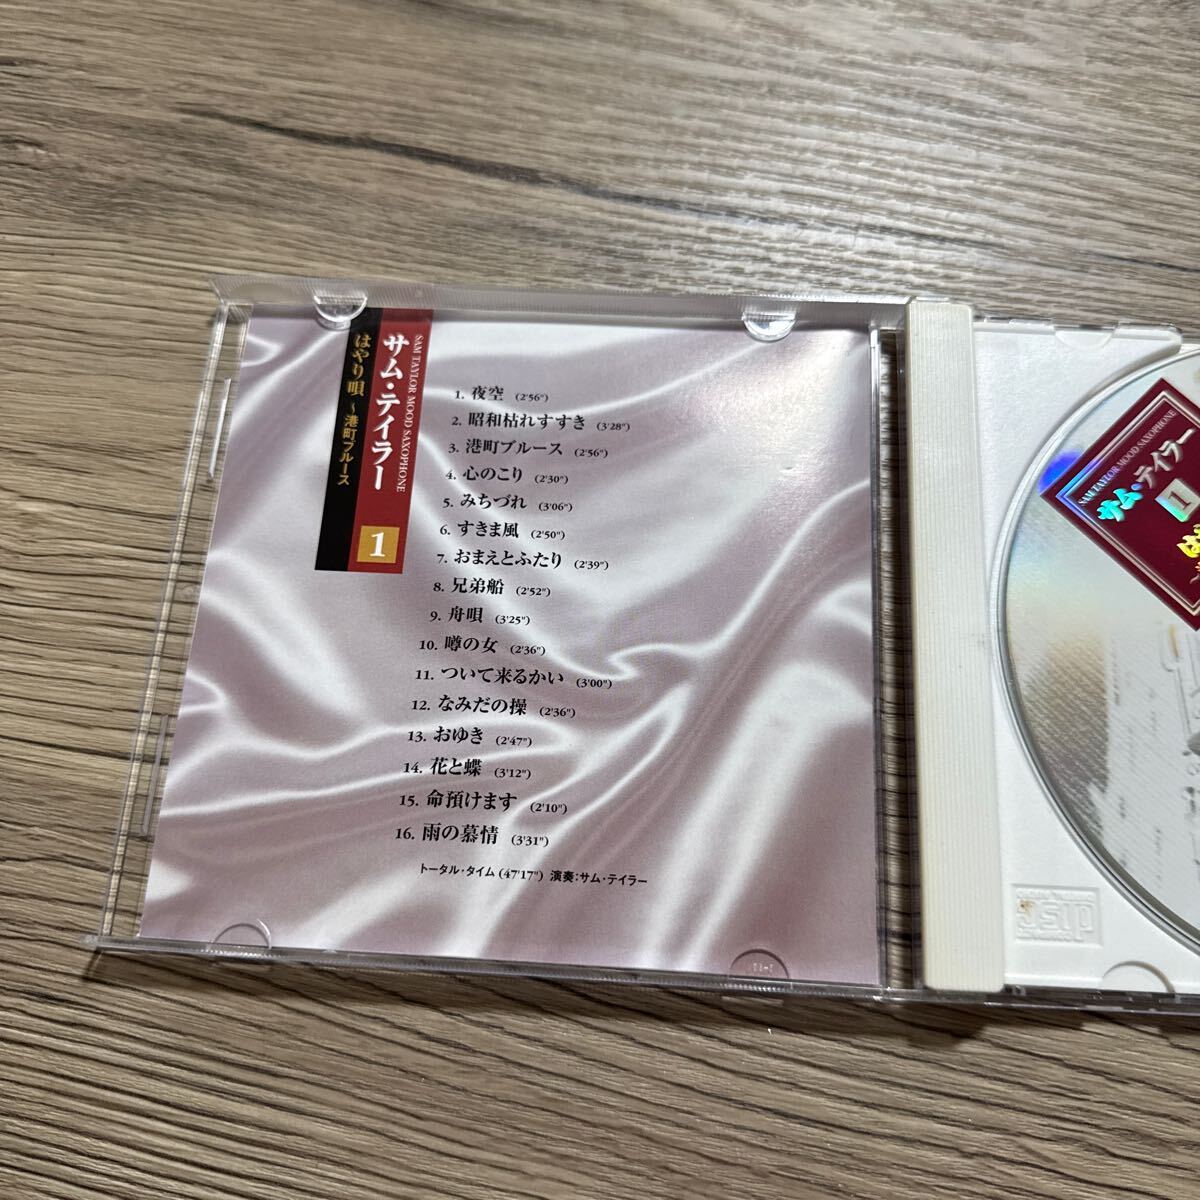 SAM TAYLOR MOOD SAXOPHONE
サム・テイラー
はやり唄 ~港町ブルース
1
1. 夜空 (2'56")
2. 昭和枯れすすき (3'28")
3. 港町ブルース (2'56")
4. 心のこり (2'30")
5. みちづれ (3'06")
6. すきま風 (2'50")
7. おまえとふたり (2'39")
8. 兄弟船 (2'52")
9. 舟唄 (3'25")
10. 噂の女 (2'36")
11. ついて来るかい (3'00")
12. なみだの操 (2'36")
13. おゆき (2'47")
14. 花と蝶 (3'12")
15. 命預けます (2'10")
16. 雨の慕情 (3'31")
トータル・タイム (47'17") 演奏:サム・テイラー
SAM TAYLOR MOOD SAXOPHONE
サム・テイラー
1
は
disc